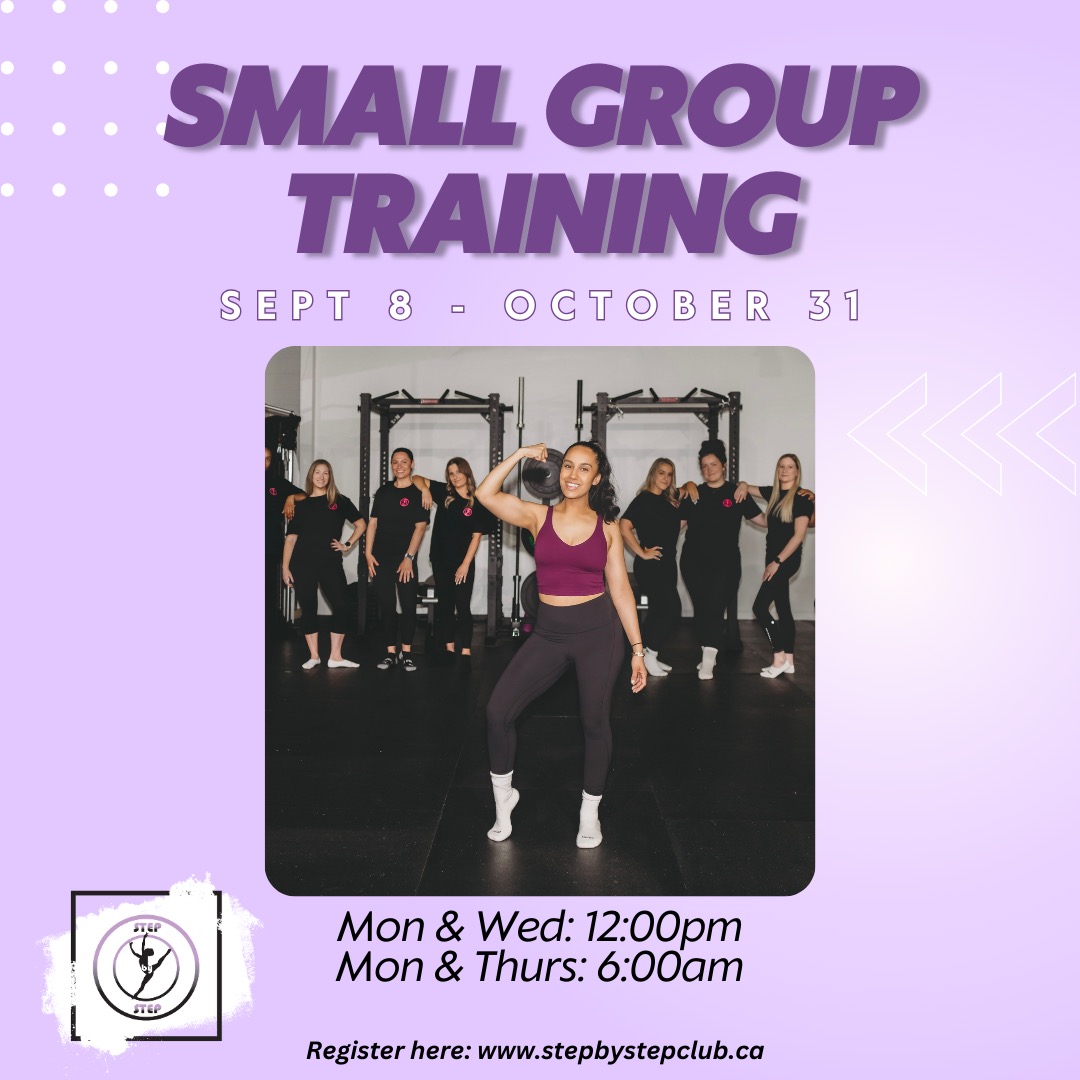 SMALL GROUP
TRAINING
SEPT 8 - OCTOBER 31
Mon & Wed: 12:00pm
Mon & Thurs: 6:00am
STEP
by
STEP
Register here: www.stepbystepclub.ca